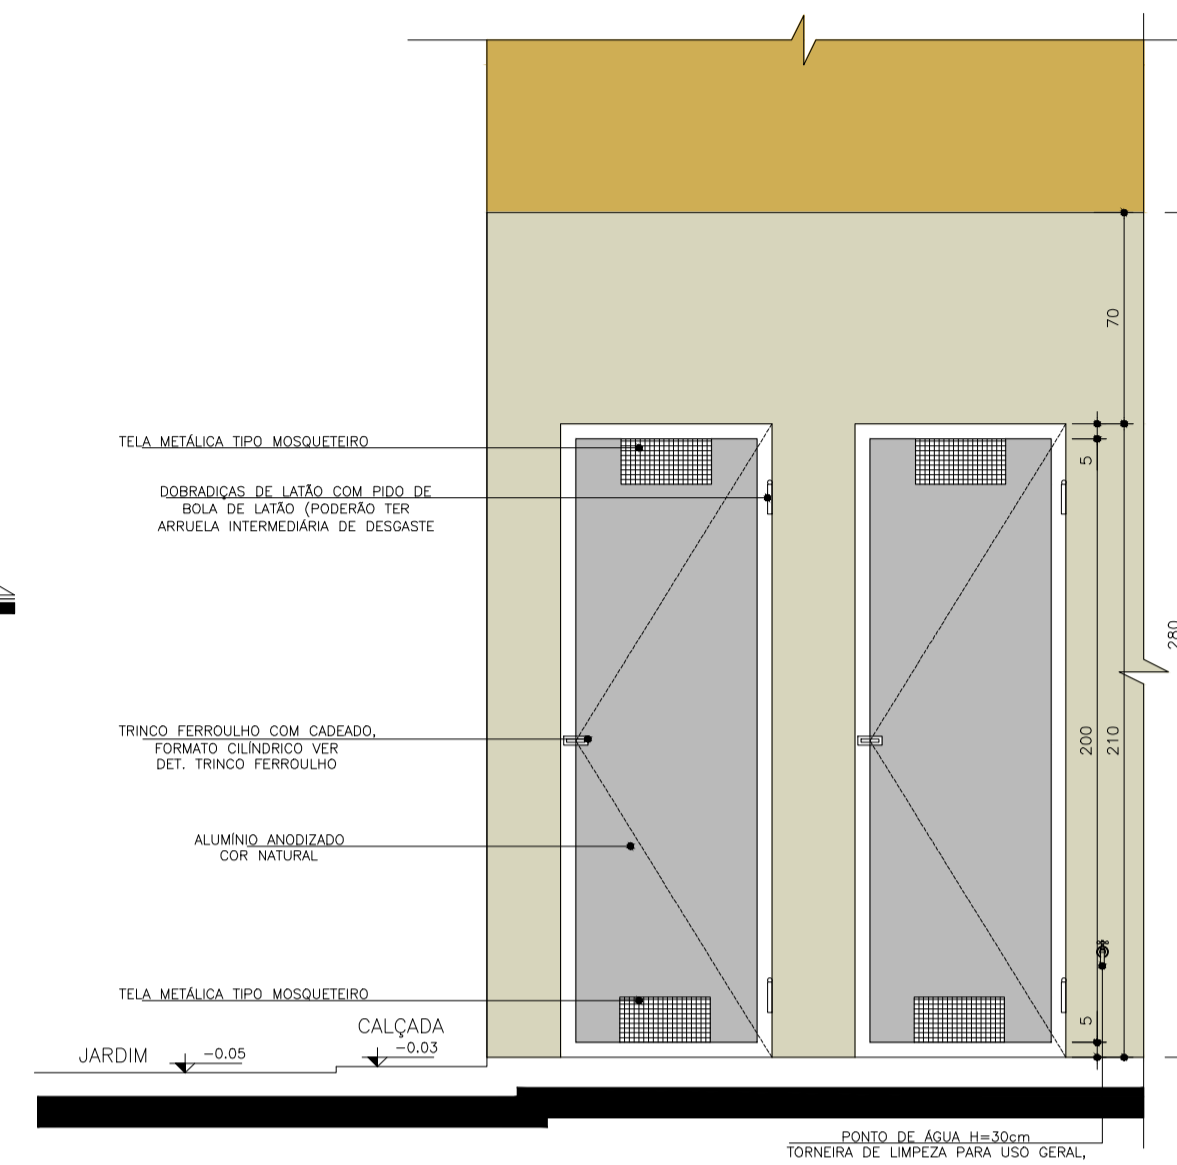 70
TELA METÁLICA TIPO MOSQUETEIRO
5
DOBRADIÇAS DE LATÃO COM PIDO DE
BOLA DE LATÃO (PODERÃO TER
ARRUELA INTERMEDIÁRIA DE DESGASTE
280
TRINCO FERROULHO COM CADEADO,
FORMATO CILÍNDRICO VER
DET. TRINCO FERROULHO
200
210
ALUMÍNIO ANODIZADO
COR NATURAL
TELA METÁLICA TIPO MOSQUETEIRO
5
CALÇADA
-0.03
JARDIM
-0.05
PONTO DE ÁGUA H=30cm
TORNEIRA DE LIMPEZA PARA USO GERAL,